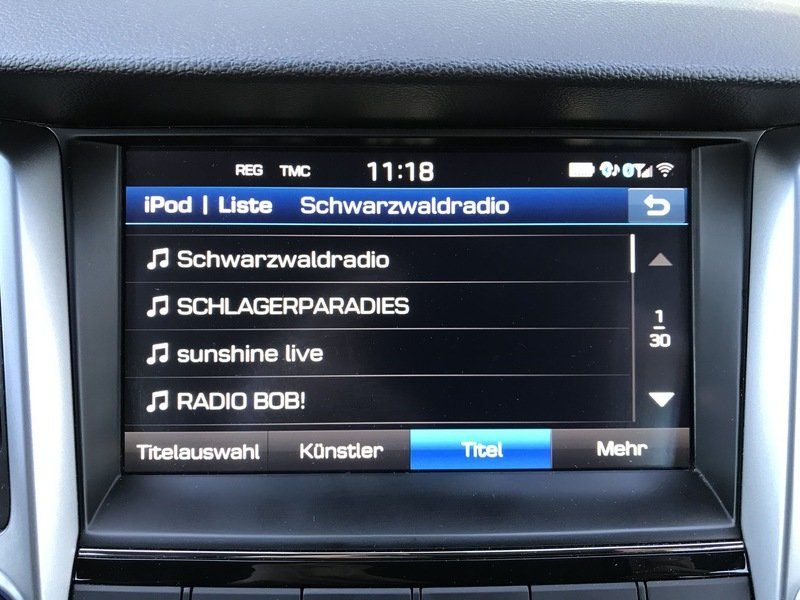 REG TMC 11:18
iPod | Liste Schwarzwaldradio
Schwarzwaldradio
SCHLAGERPARADIES
sunshine live
RADIO BOB!
1
30
Titelauswahl Künstler Titel Mehr